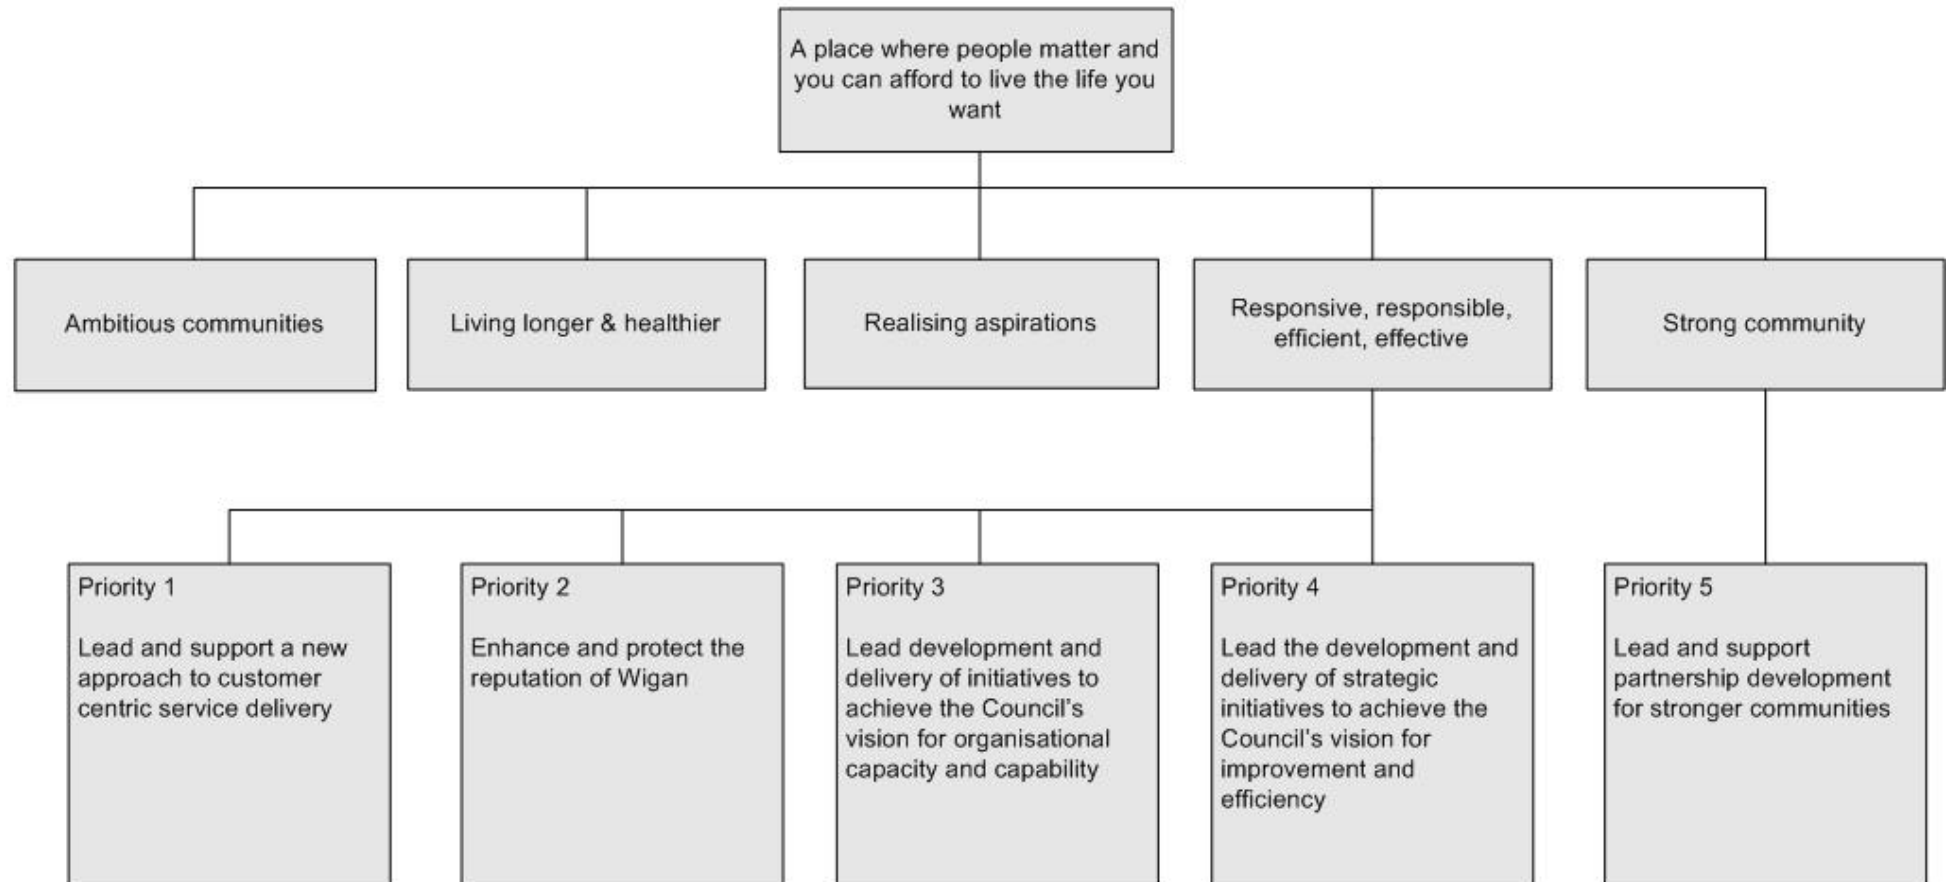 A place where people matter and
you can afford to live the life you
want
Ambitious communities
Living longer & healthier
Realising aspirations
Responsive, responsible,
efficient, effective
Strong community
Priority 1
Lead and support a new
approach to customer
centric service delivery
Priority 2
Enhance and protect the
reputation of Wigan
Priority 3
Lead development and
delivery of initiatives to
achieve the Council's
vision for organisational
capacity and capability
Priority 4
Lead the development and
delivery of strategic
initiatives to achieve the
Council's vision for
improvement and
efficiency
Priority 5
Lead and support
partnership development
for stronger communities